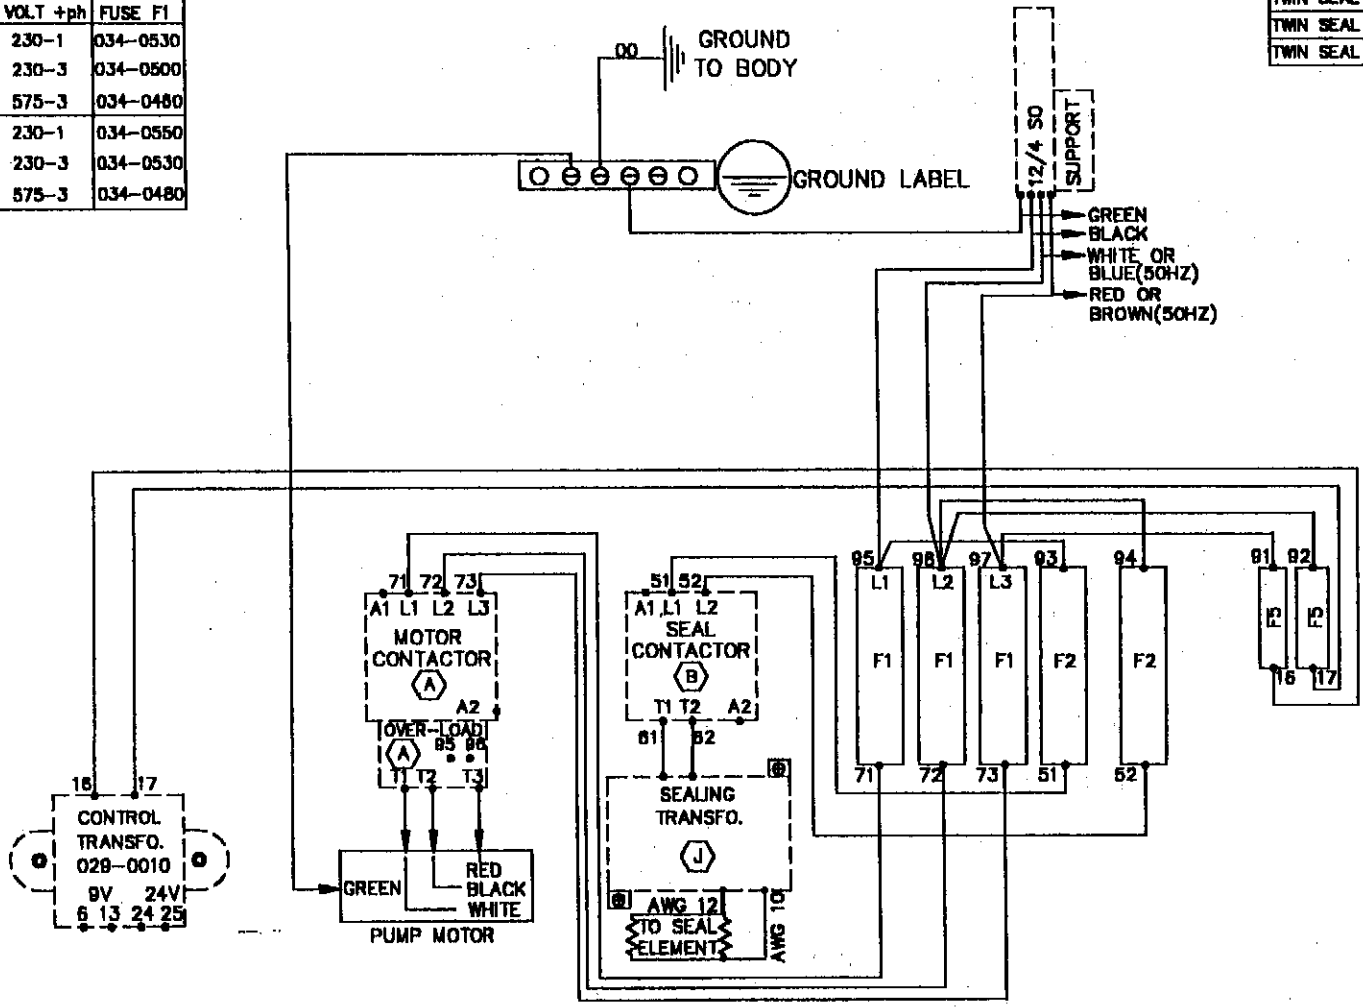 VOLT +ph FUSE F1
230-1 034-0530
230-3 034-0500
575-3 034-0480
230-1 034-0550
230-3 034-0530
575-3 034-0480
TWIN SEAL
TWIN SEAL
TWIN SEAL
00
GROUND
TO BODY
12/4 SO
SUPPORT
GROUND LABEL
GREEN
BLACK
WHITE OR
BLUE(50HZ)
RED OR
BROWN(50HZ)
71 72 73
A1 L1 L2 L3
MOTOR
CONTACTOR
A
A2
OVER-LOAD
A
95 96
T1 T2 T3
GREEN
RED
BLACK
WHITE
PUMP MOTOR
51 52
A1 L1 L2
SEAL
CONTACTOR
B
T1 T2 A2
61 62
SEALING
TRANSFO.
J
AWG 12
TO SEAL
ELEMENT
AWG 10
95 96 97 93 94
L1 L2 L3
F1 F1 F1 F2 F2
71 72 73 51 52
91 92
F5 F5
16 17
16 17
CONTROL
TRANSFO.
029-0010
9V 24V
6 13 24 25